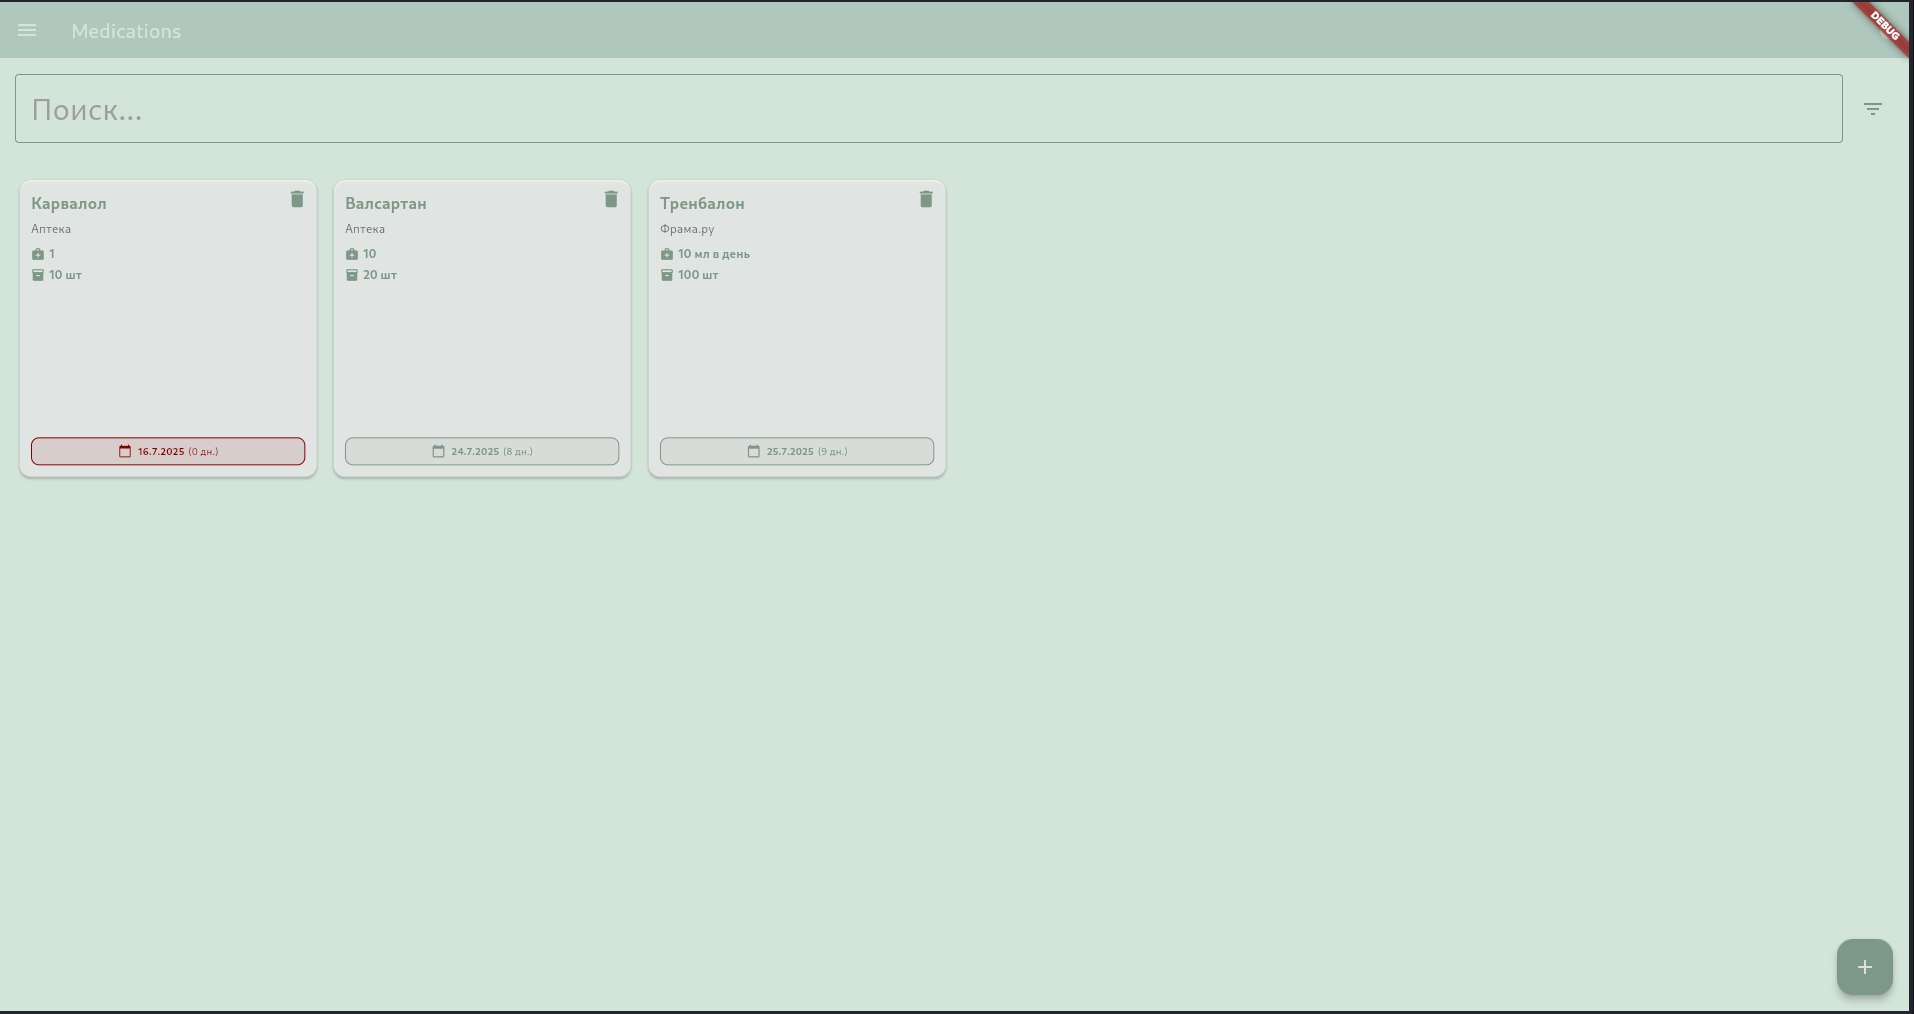 Medications
DEBUG
Поиск...
Карвалол
Аптека
1
10 шт
16.7.2025 (0 дн.)
Валсартан
Аптека
10
20 шт
24.7.2025 (8 дн.)
Тренбалон
Фрама.ру
10 мл в день
100 шт
25.7.2025 (9 дн.)